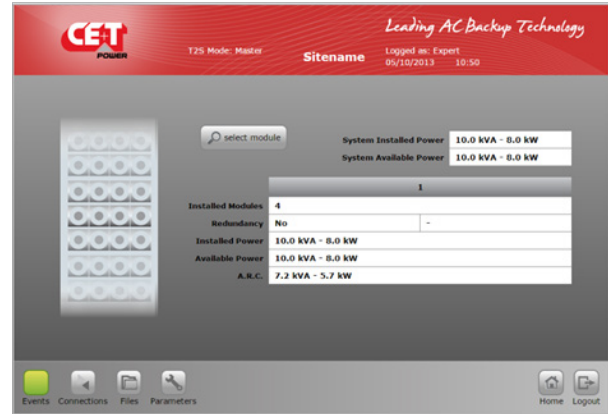 CE+T
POWER
Leading AC Backup Technology
T2S Mode: Master
Sitename
Logged as: Expert
05/10/2013 10:50
select module
System Installed Power 10.0 kVA - 8.0 kW
System Available Power 10.0 kVA - 8.0 kW
1
Installed Modules 4
Redundancy No -
Installed Power 10.0 kVA - 8.0 kW
Available Power 10.0 kVA - 8.0 kW
A.R.C. 7.2 kVA - 5.7 kW
Events Connections Files Parameters Home Logout